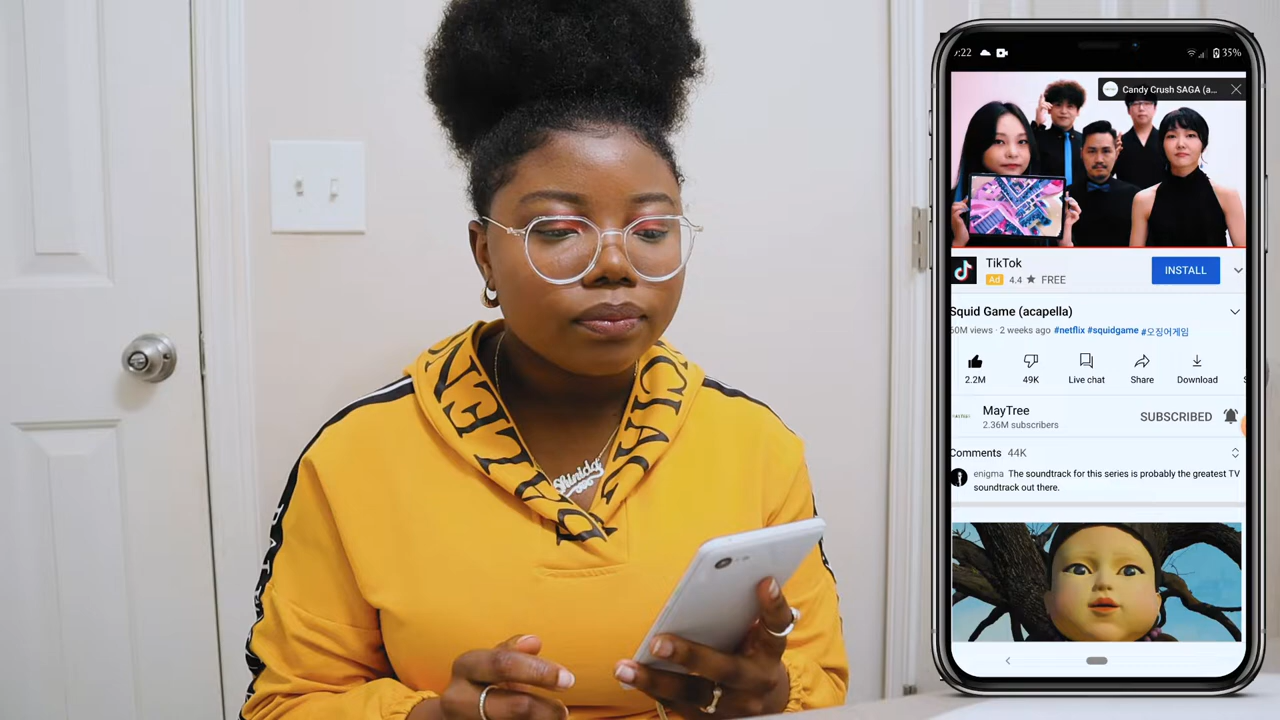 :22
35%
Candy Crush SAGA (a...
TikTok
Ad 4.4 ★ FREE
INSTALL
Squid Game (acapella)
60M views · 2 weeks ago #netflix #squidgame #오징어게임
2.2M
49K
Live chat
Share
Download
MayTree
2.36M subscribers
SUBSCRIBED
Comments 44K
enigma The soundtrack for this series is probably the greatest TV
soundtrack out there.